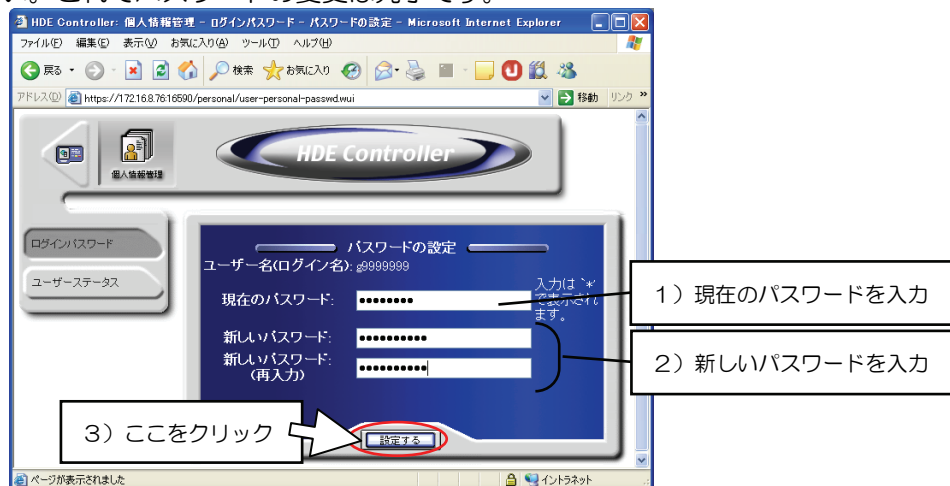 HDE Controller: 個人情報管理 - ログインパスワード - パスワードの設定 - Microsoft Internet Explorer
ファイル(F) 編集(E) 表示(V) お気に入り(A) ツール(T) ヘルプ(H)
戻る 検索 お気に入り
アドレス(D) https://172.16.8.76:16590/personal/user-personal-passwd.wui 移動 リンク »
HDE Controller
個人情報管理
ログインパスワード
ユーザーステータス
パスワードの設定
ユーザー名(ログイン名): g9999999
現在のパスワード: ●●●●●●●●
入力は`*'で表示されます。
新しいパスワード: ●●●●●●●●●●
新しいパスワード:
(再入力) ●●●●●●●●●●
設定する
1）現在のパスワードを入力
2）新しいパスワードを入力
3）ここをクリック
ページが表示されました イントラネット